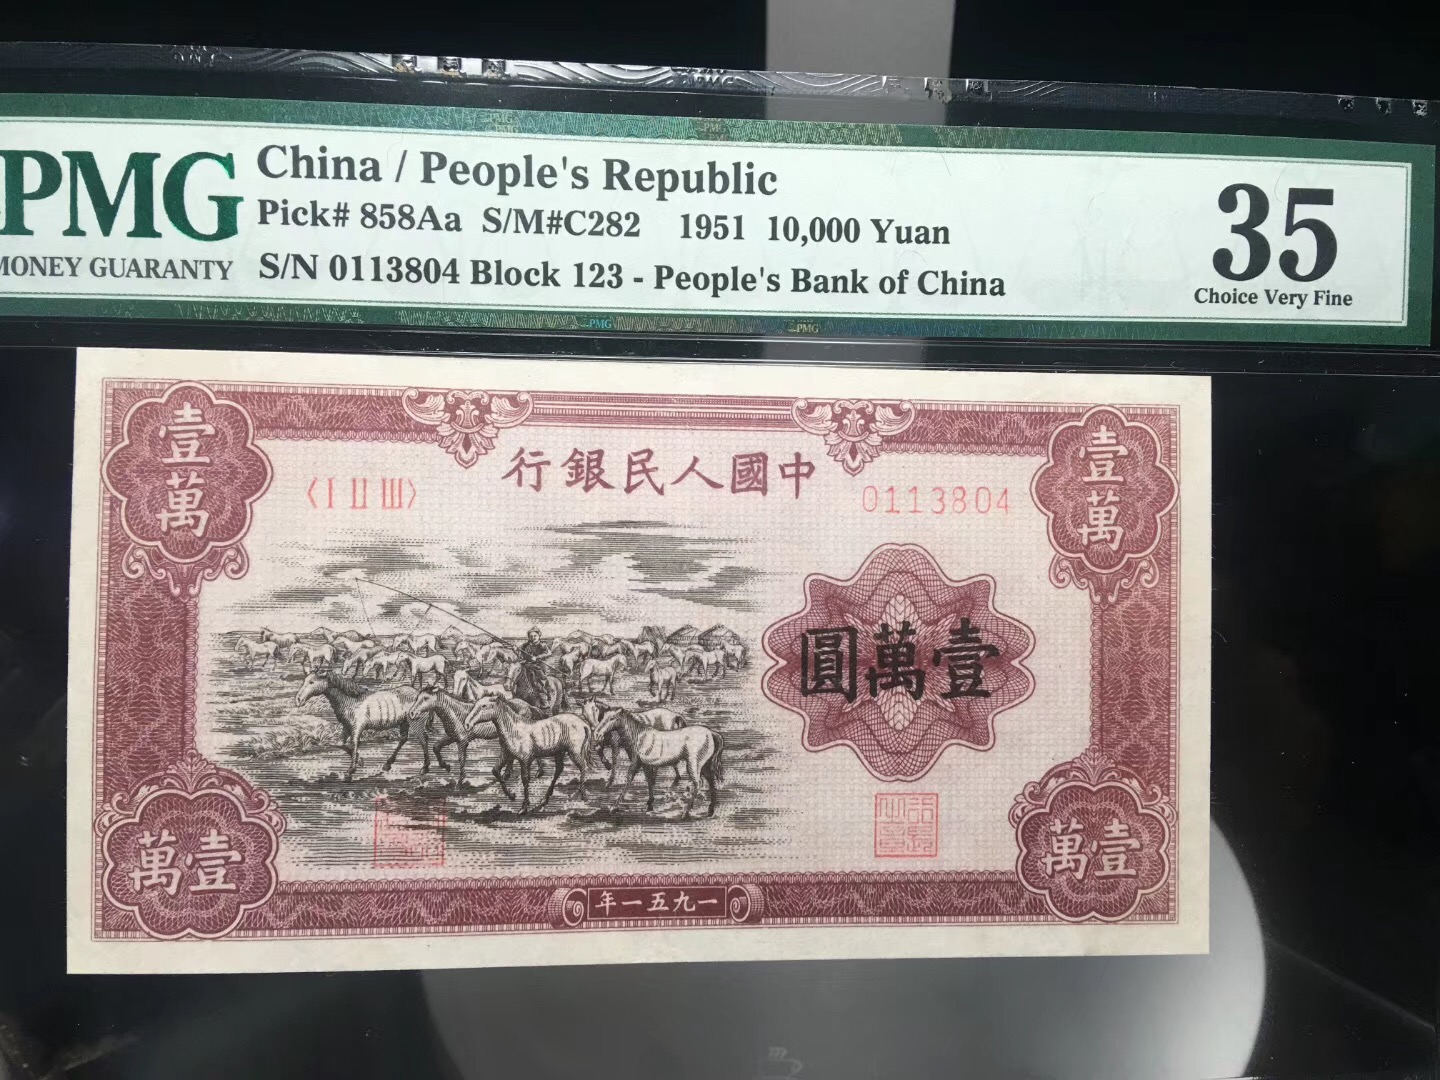 PMG
MONEY GUARANTY
China / People's Republic
Pick# 858Aa S/M#C282 1951 10,000 Yuan
S/N 0113804 Block 123 - People's Bank of China
35
Choice Very Fine
PMG
PMG
壹萬
壹萬
中國人民銀行
〈I II III〉
0113804
壹萬圓
壹萬
壹萬
一九五一年